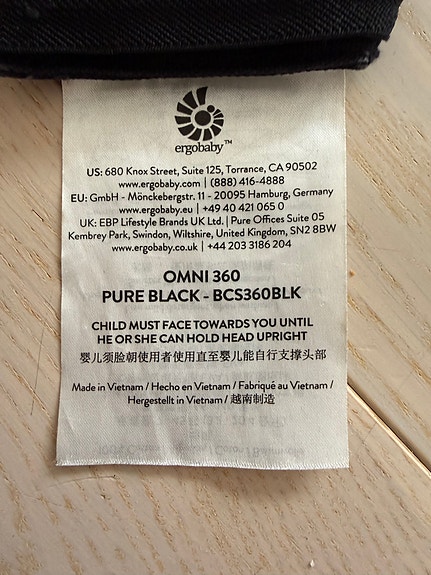 ergobaby™
US: 680 Knox Street, Suite 125, Torrance, CA 90502
www.ergobaby.com | (888) 416-4888
EU: GmbH - Mönckebergstr. 11 - 20095 Hamburg, Germany
www.ergobaby.eu | +49 40 421 065 0
UK: EBP Lifestyle Brands UK Ltd. | Pure Offices Suite 05
Kembrey Park, Swindon, Wiltshire, United Kingdom, SN2 8BW
www.ergobaby.co.uk | +44 203 3186 204
OMNI 360
PURE BLACK - BCS360BLK
CHILD MUST FACE TOWARDS YOU UNTIL
HE OR SHE CAN HOLD HEAD UPRIGHT
婴儿须脸朝使用者使用直至婴儿能自行支撑头部
Made in Vietnam / Hecho en Vietnam / Fabriqué au Vietnam /
Hergestellt in Vietnam / 越南制造